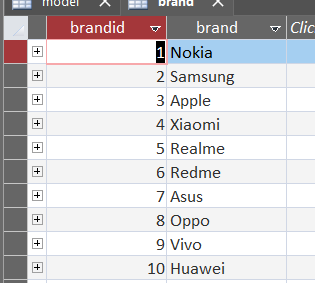 model brand
brandid brand Clic
1 Nokia
2 Samsung
3 Apple
4 Xiaomi
5 Realme
6 Redme
7 Asus
8 Oppo
9 Vivo
10 Huawei